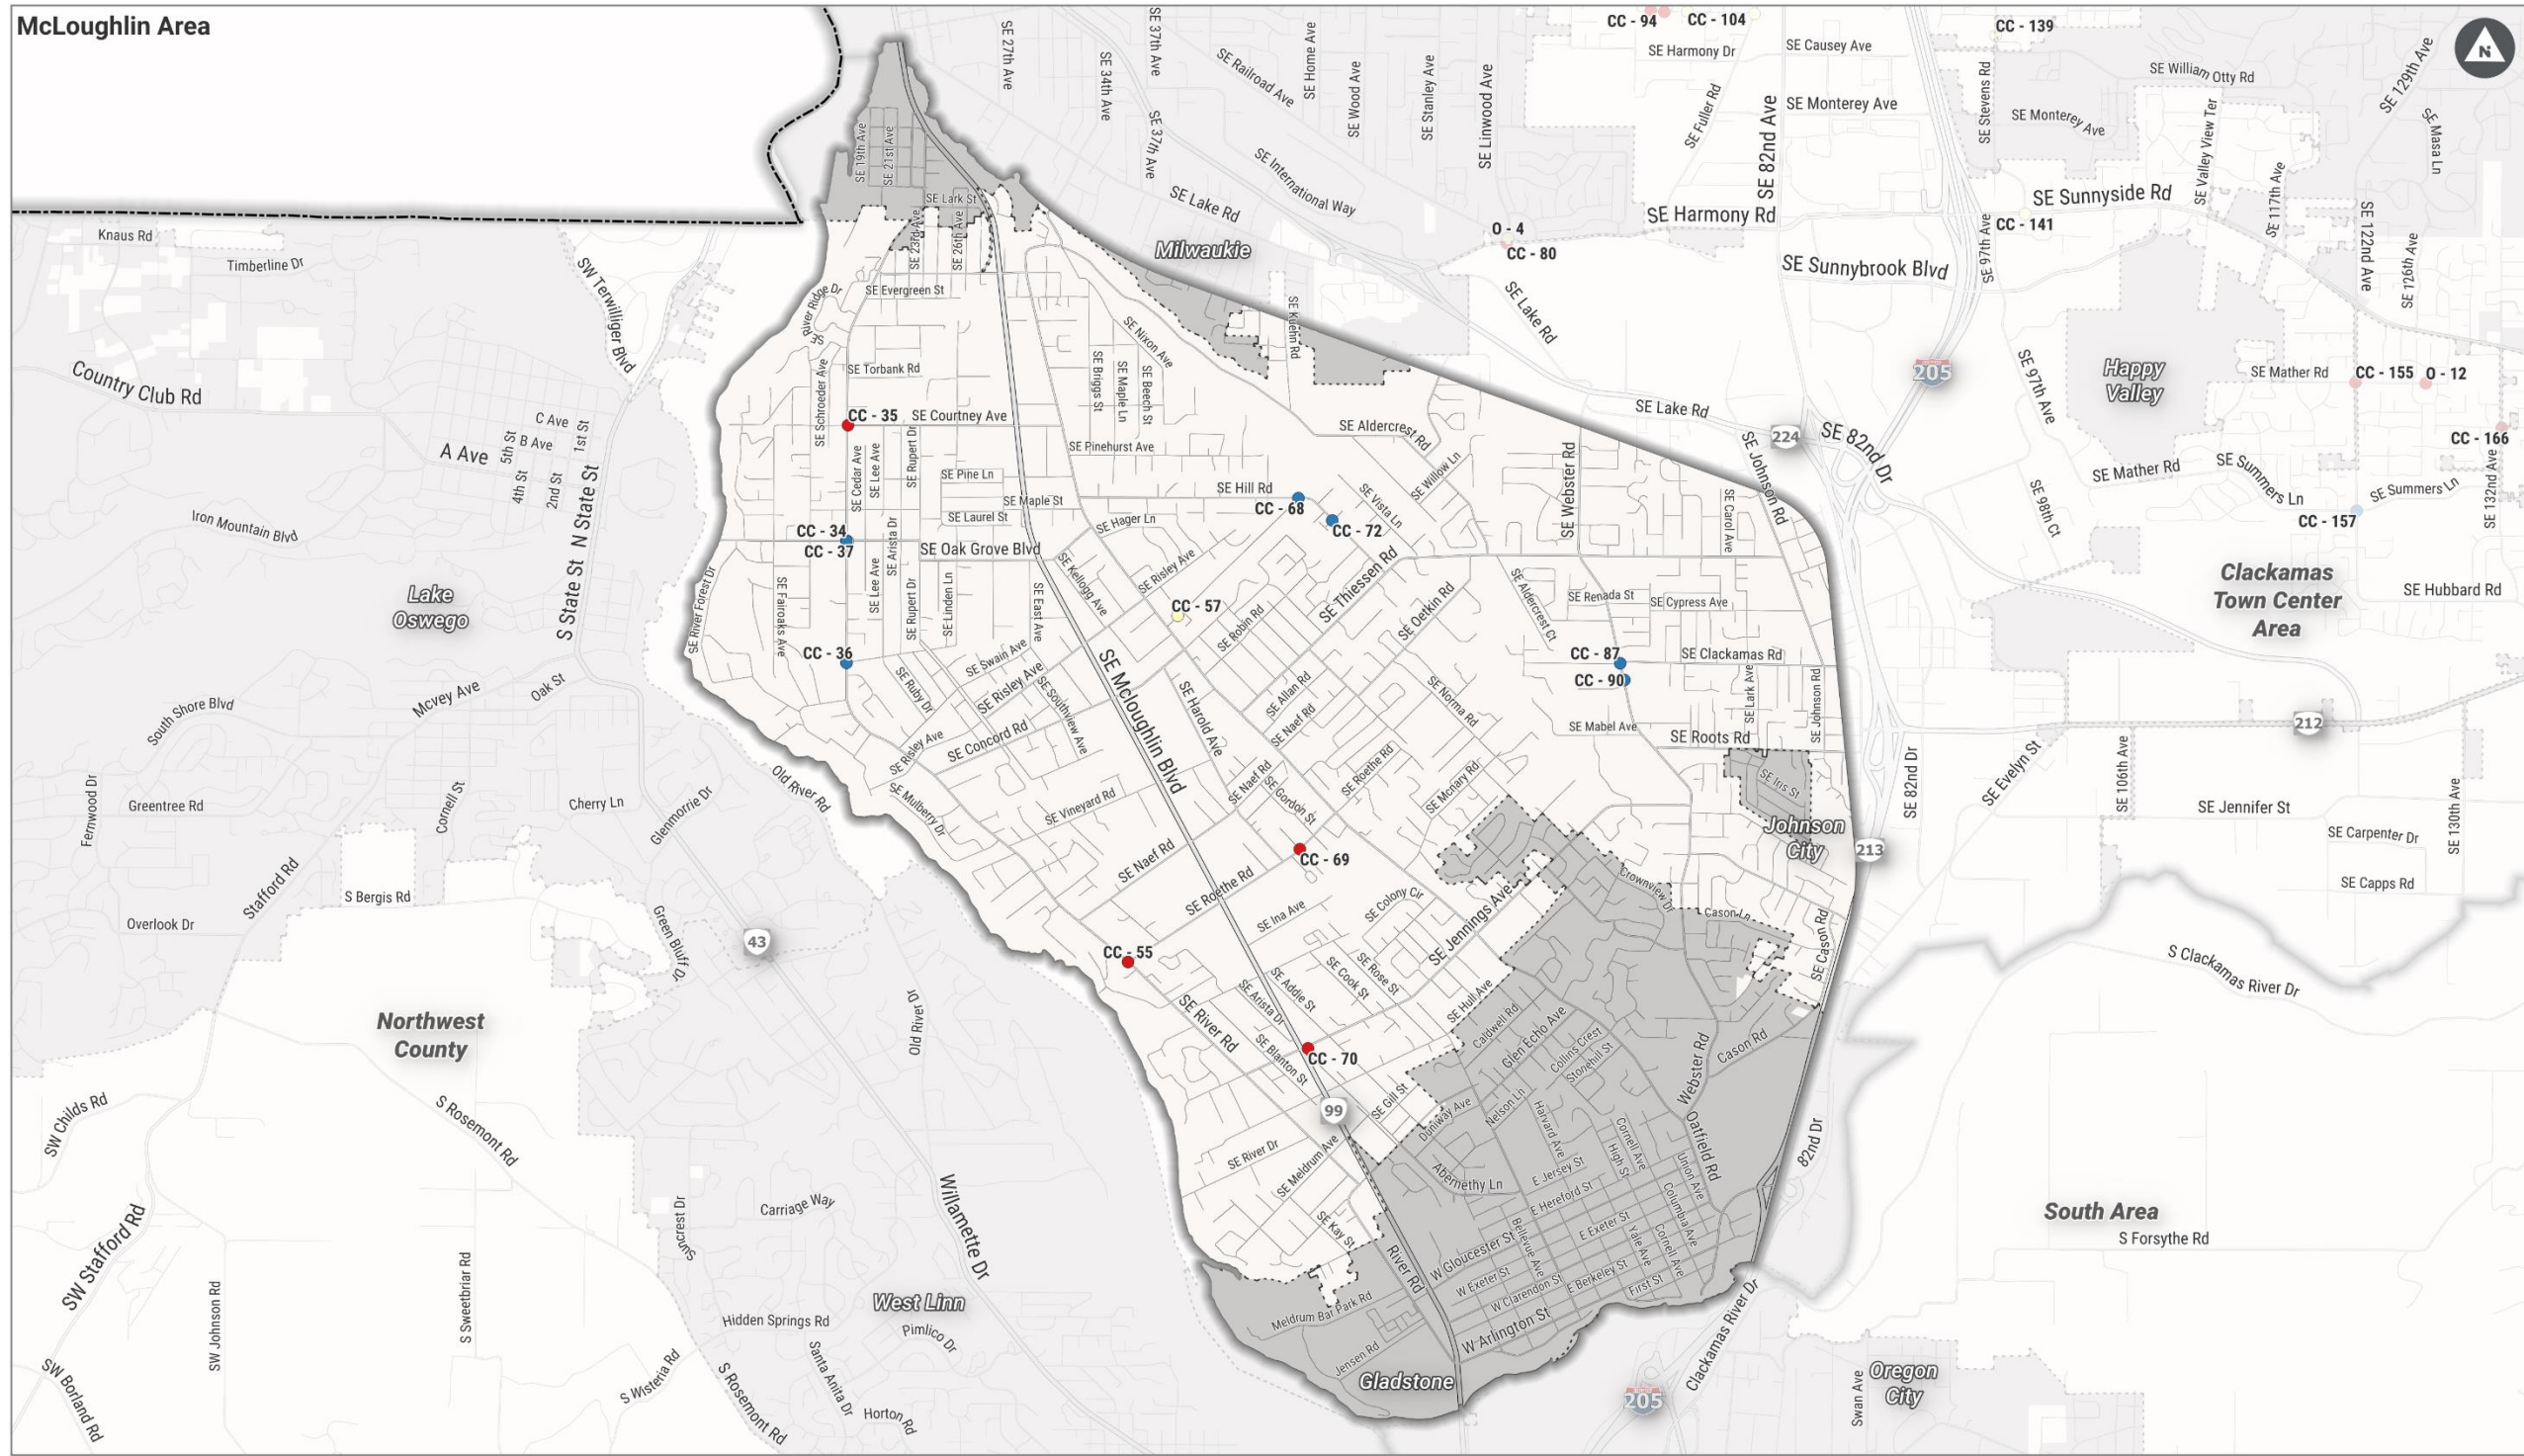 McLoughlin Area
N
CC - 94
CC - 104
CC - 139
SE Harmony Dr
SE Causey Ave
SE Monterey Ave
SE Fuller Rd
SE 82nd Ave
SE Stevens Rd
SE William Otty Rd
SE Monterey Ave
SE 129th Ave
SE Masa Ln
SE Valley View Ter
SE 117th Ave
SE 122nd Ave
SE 126th Ave
SE 27th Ave
SE 34th Ave
SE 37th Ave
SE 37th Ave
SE Railroad Ave
SE Home Ave
SE Wood Ave
SE Stanley Ave
SE Linwood Ave
SE International Way
SE Lake Rd
Milwaukie
SE 19th Ave
SE 21st Ave
SE Lark St
SE 23rd Ave
SE 26th Ave
O - 4
CC - 80
SE Harmony Rd
SE Sunnyside Rd
CC - 141
SE 97th Ave
SE Sunnybrook Blvd
SE Lake Rd
Knaus Rd
Timberline Dr
SW Terwilliger Blvd
Country Club Rd
SE Evergreen St
SE River Ridge Dr
SE Kuehn Rd
SE Nixon Ave
SE Torbank Rd
SE Schroeder Ave
SE Briggs St
SE Maple Ln
SE Beech St
205
SE 97th Ave
Happy
Valley
SE Mather Rd
CC - 155
O - 12
CC - 166
C Ave
B Ave
A Ave
5th St
4th St
2nd St
1st St
N State St
S State St
Iron Mountain Blvd
CC - 35
SE Courtney Ave
SE Pinehurst Ave
SE Aldercrest Rd
SE Lake Rd
224
SE 82nd Dr
SE Johnson Rd
SE Mather Rd
SE Summers Ln
SE Summers Ln
SE 132nd Ave
CC - 157
SE 98th Ct
SE Cedar Ave
SE Lee Ave
SE Rupert Dr
SE Pine Ln
SE Maple St
SE Laurel St
SE Hill Rd
CC - 68
CC - 72
SE Vista Ln
SE Willow Ln
SE Webster Rd
SE Carol Ave
CC - 34
CC - 37
SE Arista Dr
SE Oak Grove Blvd
SE Hager Ln
SE Risley Ave
SE Kellogg Ave
SE Thiessen Rd
SE River Forest Dr
SE Fairoaks Ave
SE Lee Ave
SE Rupert Dr
SE Linden Ln
SE East Ave
CC - 57
SE Robin Rd
SE Oetkin Rd
SE Aldercrest Ct
SE Renada St
SE Cypress Ave
Lake
Oswego
Clackamas
Town Center
Area
SE Hubbard Rd
CC - 36
SE Ruby Dr
SE Swain Ave
SE Risley Ave
SE Southview Ave
SE Mcloughlin Blvd
SE Harold Ave
SE Allan Rd
SE Naef Rd
SE Norma Rd
CC - 87
SE Clackamas Rd
CC - 90
SE Mabel Ave
SE Lark Ave
SE Johnson Rd
SE Roots Rd
212
Mcvey Ave
Oak St
South Shore Blvd
SE Risley Ave
SE Concord Rd
Old River Rd
SE Mulberry Dr
SE Vineyard Rd
SE Naef Rd
SE Gordon St
SE Roethe Rd
SE Mcnary Rd
SE Iris St
Johnson
City
213
SE 82nd Dr
SE Evelyn St
SE 106th Ave
SE Jennifer St
SE Carpenter Dr
SE 130th Ave
SE Capps Rd
Fernwood Dr
Greentree Rd
Cornell St
Cherry Ln
Glenmorrie Dr
Stafford Rd
S Bergis Rd
Overlook Dr
Green Bluff Dr
43
SE Naef Rd
SE Roethe Rd
CC - 69
SE Ina Ave
SE Colony Cir
SE Jennings Ave
Crownview Dr
Cason Ln
SE Cason Rd
CC - 55
SE River Rd
SE Arista Dr
SE Addie St
SE Cook St
SE Rose St
SE Hull Ave
Caldwell Rd
Glen Echo Ave
Collins Crest
Stonehill St
Webster Rd
Cason Rd
S Clackamas River Dr
Northwest
County
Old River Dr
SE Blanton St
CC - 70
99
SE Gill St
Duniway Ave
Nelson Ln
Harvard Ave
Cornell Ave
High St
Union Ave
Oatfield Rd
82nd Dr
SW Childs Rd
S Rosemont Rd
SE River Dr
SE Meldrum Ave
Abernethy Ln
E Jersey St
E Hereford St
Columbia Ave
SW Stafford Rd
Suncrest Dr
Carriage Way
Willamette Dr
SE Kay St
River Rd
W Gloucester St
Bellevue Ave
E Exeter St
Yale Ave
Cornell Ave
South Area
S Forsythe Rd
SW Johnson Rd
S Sweetbriar Rd
West Linn
Hidden Springs Rd
Pimlico Dr
W Exeter St
W Clarendon St
E Berkeley St
First St
Meldrum Bar Park Rd
W Arlington St
Jensen Rd
Gladstone
Clackamas River Dr
205
Oregon
City
Swan Ave
SW Borland Rd
S Wisteria Rd
S Rosemont Rd
Santa Anita Dr
Horton Rd